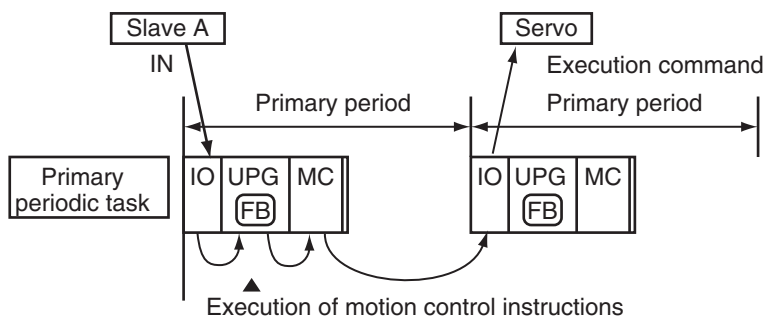 Slave A
Servo
IN
Execution command
Primary period
Primary period
Primary
periodic task
IO
UPG
FB
MC
IO
UPG
FB
MC
Execution of motion control instructions